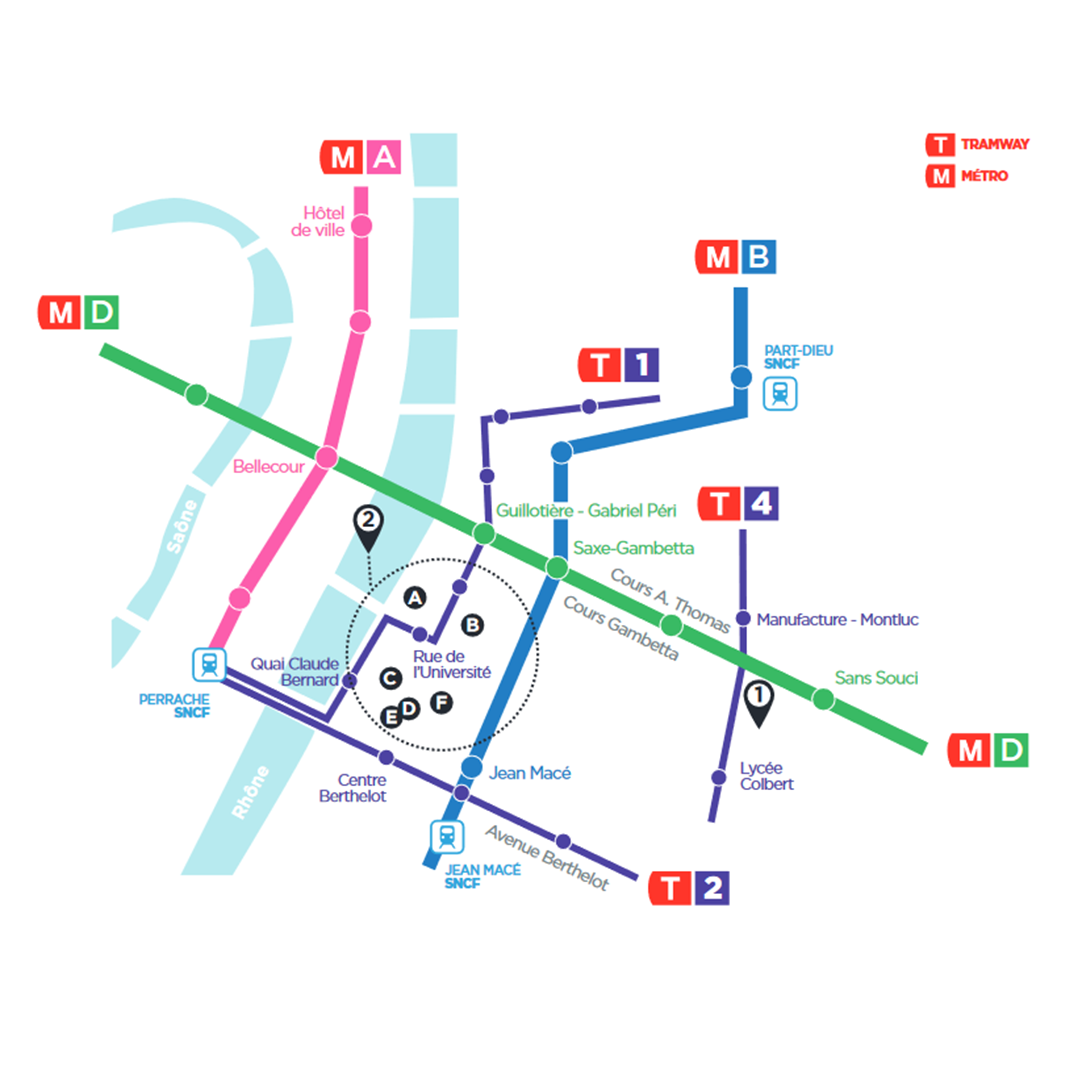 T TRAMWAY
M MÉTRO
M A
Hôtel
de ville
M B
M D
PART-DIEU
SNCF
T 1
Bellecour
T 4
Guillotière - Gabriel Péri
Saône
2
Saxe-Gambetta
Cours A. Thomas
Cours Gambetta
A
B
Manufacture - Montluc
Rue de
l'Université
Quai Claude
Bernard
C
D
E
F
Sans Souci
1
PERRACHE
SNCF
M D
Rhône
Centre
Berthelot
Jean Macé
Lycée
Colbert
Avenue Berthelot
JEAN MACÉ
SNCF
T 2